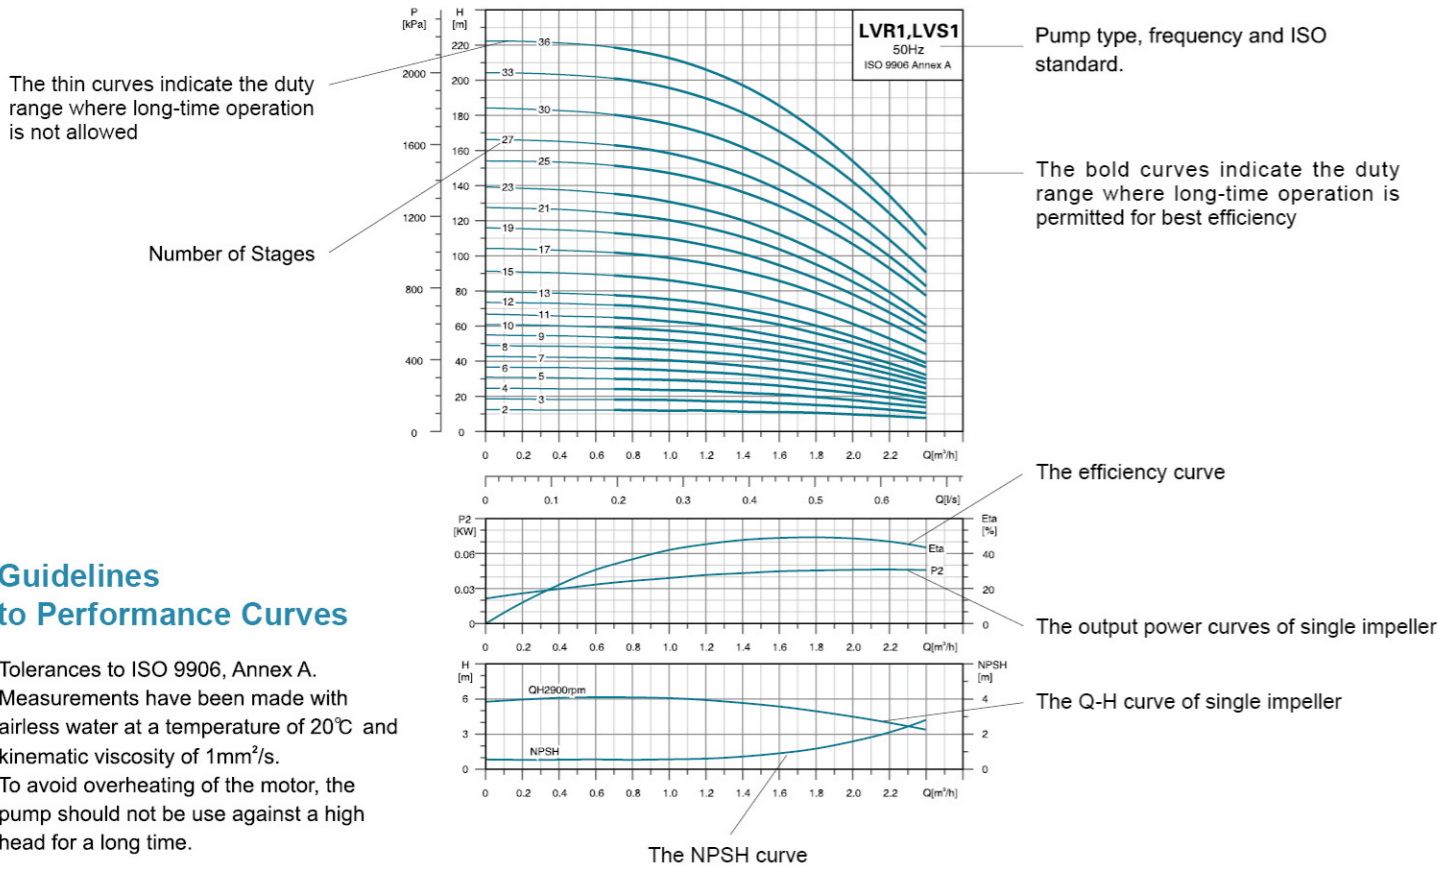 P
[kPa]
H
[m]
LVR1,LVS1
50Hz
ISO 9906 Annex A
Pump type, frequency and ISO
standard.
The thin curves indicate the duty
range where long-time operation
is not allowed
The bold curves indicate the duty
range where long-time operation is
permitted for best efficiency
Number of Stages
2000
1600
1200
800
400
0
220
200
180
160
140
120
100
80
60
40
20
0
36
33
30
27
25
23
21
19
17
15
13
12
11
10
9
8
7
6
5
4
3
2
0 0.2 0.4 0.6 0.8 1.0 1.2 1.4 1.6 1.8 2.0 2.2 Q[m³/h]
0 0.1 0.2 0.3 0.4 0.5 0.6 Q[l/s]
The efficiency curve
P2
[KW]
0.06
0.03
0
Eta
[%]
40
20
0
Eta
P2
0 0.2 0.4 0.6 0.8 1.0 1.2 1.4 1.6 1.8 2.0 2.2 Q[m³/h]
The output power curves of single impeller
H
[m]
6
3
0
NPSH
[m]
4
2
0
QH2900rpm
NPSH
0 0.2 0.4 0.6 0.8 1.0 1.2 1.4 1.6 1.8 2.0 2.2 Q[m³/h]
The Q-H curve of single impeller
The NPSH curve
Guidelines
to Performance Curves
Tolerances to ISO 9906, Annex A.
Measurements have been made with
airless water at a temperature of 20℃ and
kinematic viscosity of 1mm²/s.
To avoid overheating of the motor, the
pump should not be use against a high
head for a long time.